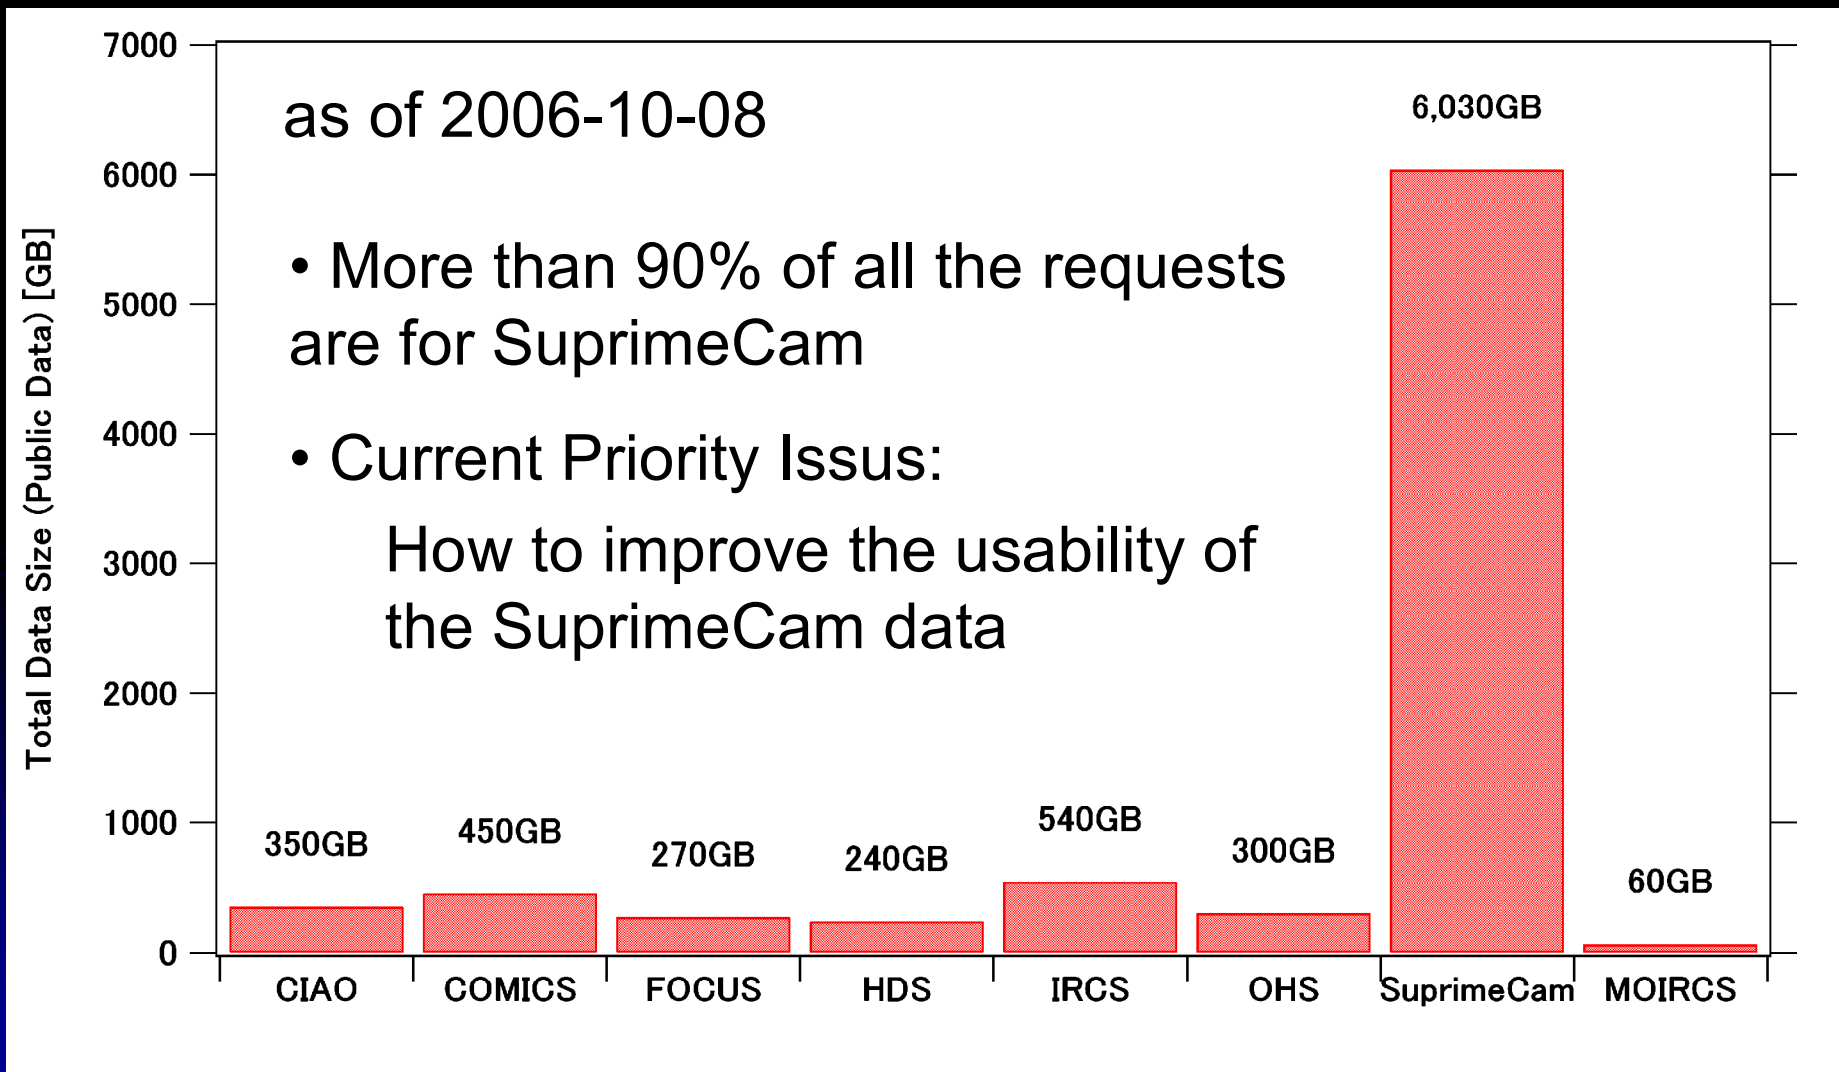 7000
6000
5000
4000
3000
2000
1000
0
Total Data Size (Public Data) [GB]
as of 2006-10-08
• More than 90% of all the requests
are for SuprimeCam
• Current Priority Issus:
How to improve the usability of
the SuprimeCam data
350GB
450GB
270GB
240GB
540GB
300GB
6,030GB
60GB
CIAO
COMICS
FOCUS
HDS
IRCS
OHS
SuprimeCam
MOIRCS